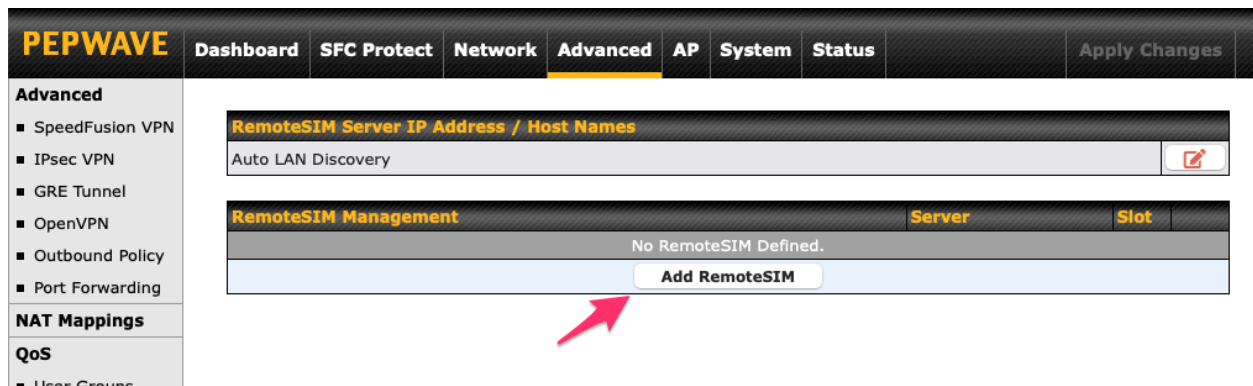 PEPWAVE
Dashboard SFC Protect Network Advanced AP System Status Apply Changes
Advanced
SpeedFusion VPN
IPsec VPN
GRE Tunnel
OpenVPN
Outbound Policy
Port Forwarding
NAT Mappings
QoS
User Groups
RemoteSIM Server IP Address / Host Names
Auto LAN Discovery
RemoteSIM Management Server Slot
No RemoteSIM Defined.
Add RemoteSIM